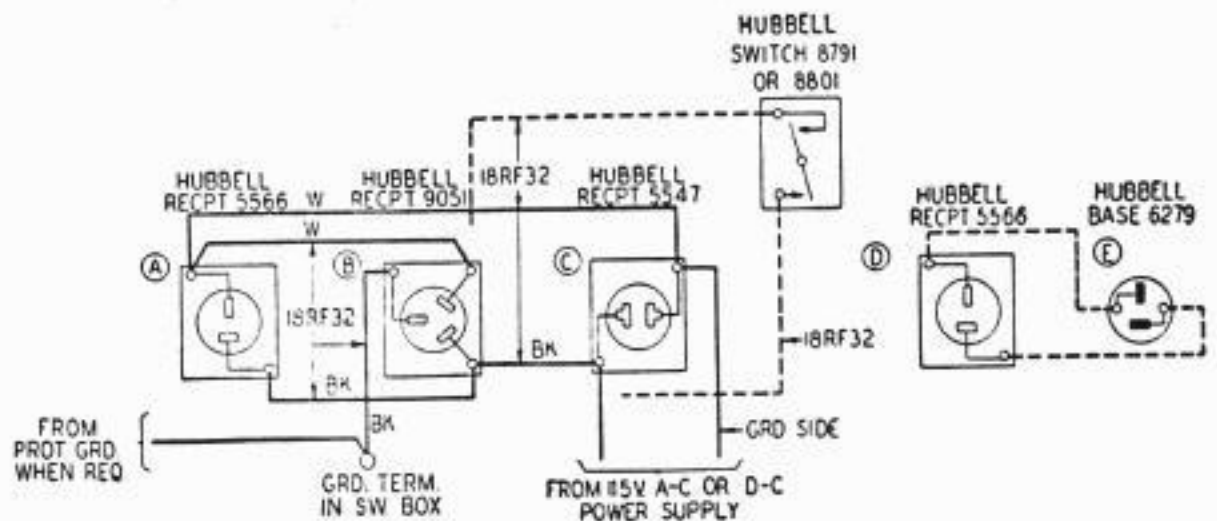 HUBBELL
SWITCH 8791
OR 8801
HUBBELL
RECPT 5566
W
HUBBELL
RECPT 9051
18RF32
HUBBELL
RECPT 5547
HUBBELL
RECPT 5566
HUBBELL
BASE 6279
W
A
B
C
D
E
18RF32
BK
18RF32
BK
BK
GRD SIDE
FROM
PROT GRD
WHEN REQ
GRD. TERM.
IN SW BOX
FROM 115V. A-C OR D-C
POWER SUPPLY